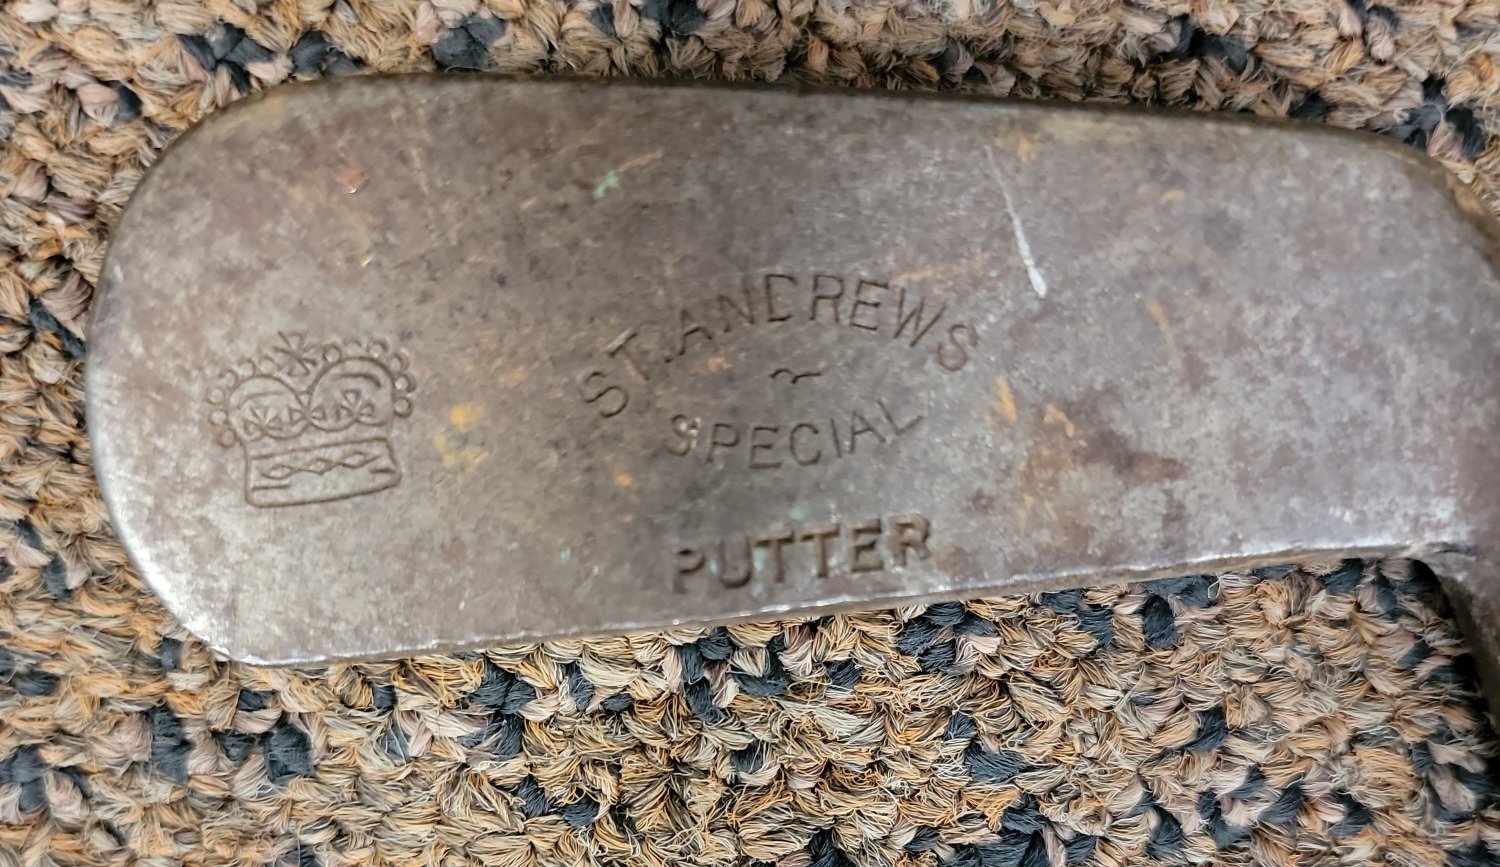 ST. ANDREWS
SPECIAL
PUTTER